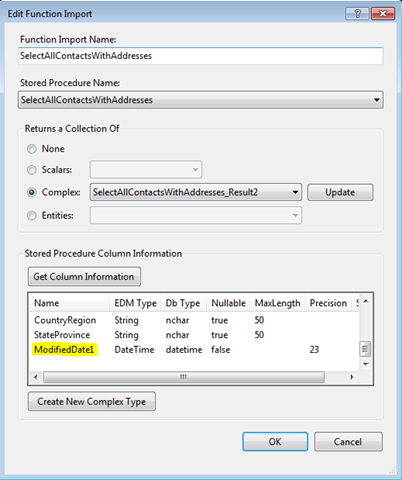 Edit Function Import
Function Import Name:
SelectAllContactsWithAddresses
Stored Procedure Name:
SelectAllContactsWithAddresses
Returns a Collection Of
None
Scalars:
Complex: SelectAllContactsWithAddresses_Result2 Update
Entities:
Stored Procedure Column Information
Get Column Information
Name EDM Type Db Type Nullable MaxLength Precision S
CountryRegion String nchar true 50
StateProvince String nchar true 50
ModifiedDate1 DateTime datetime false 23
Create New Complex Type
OK Cancel